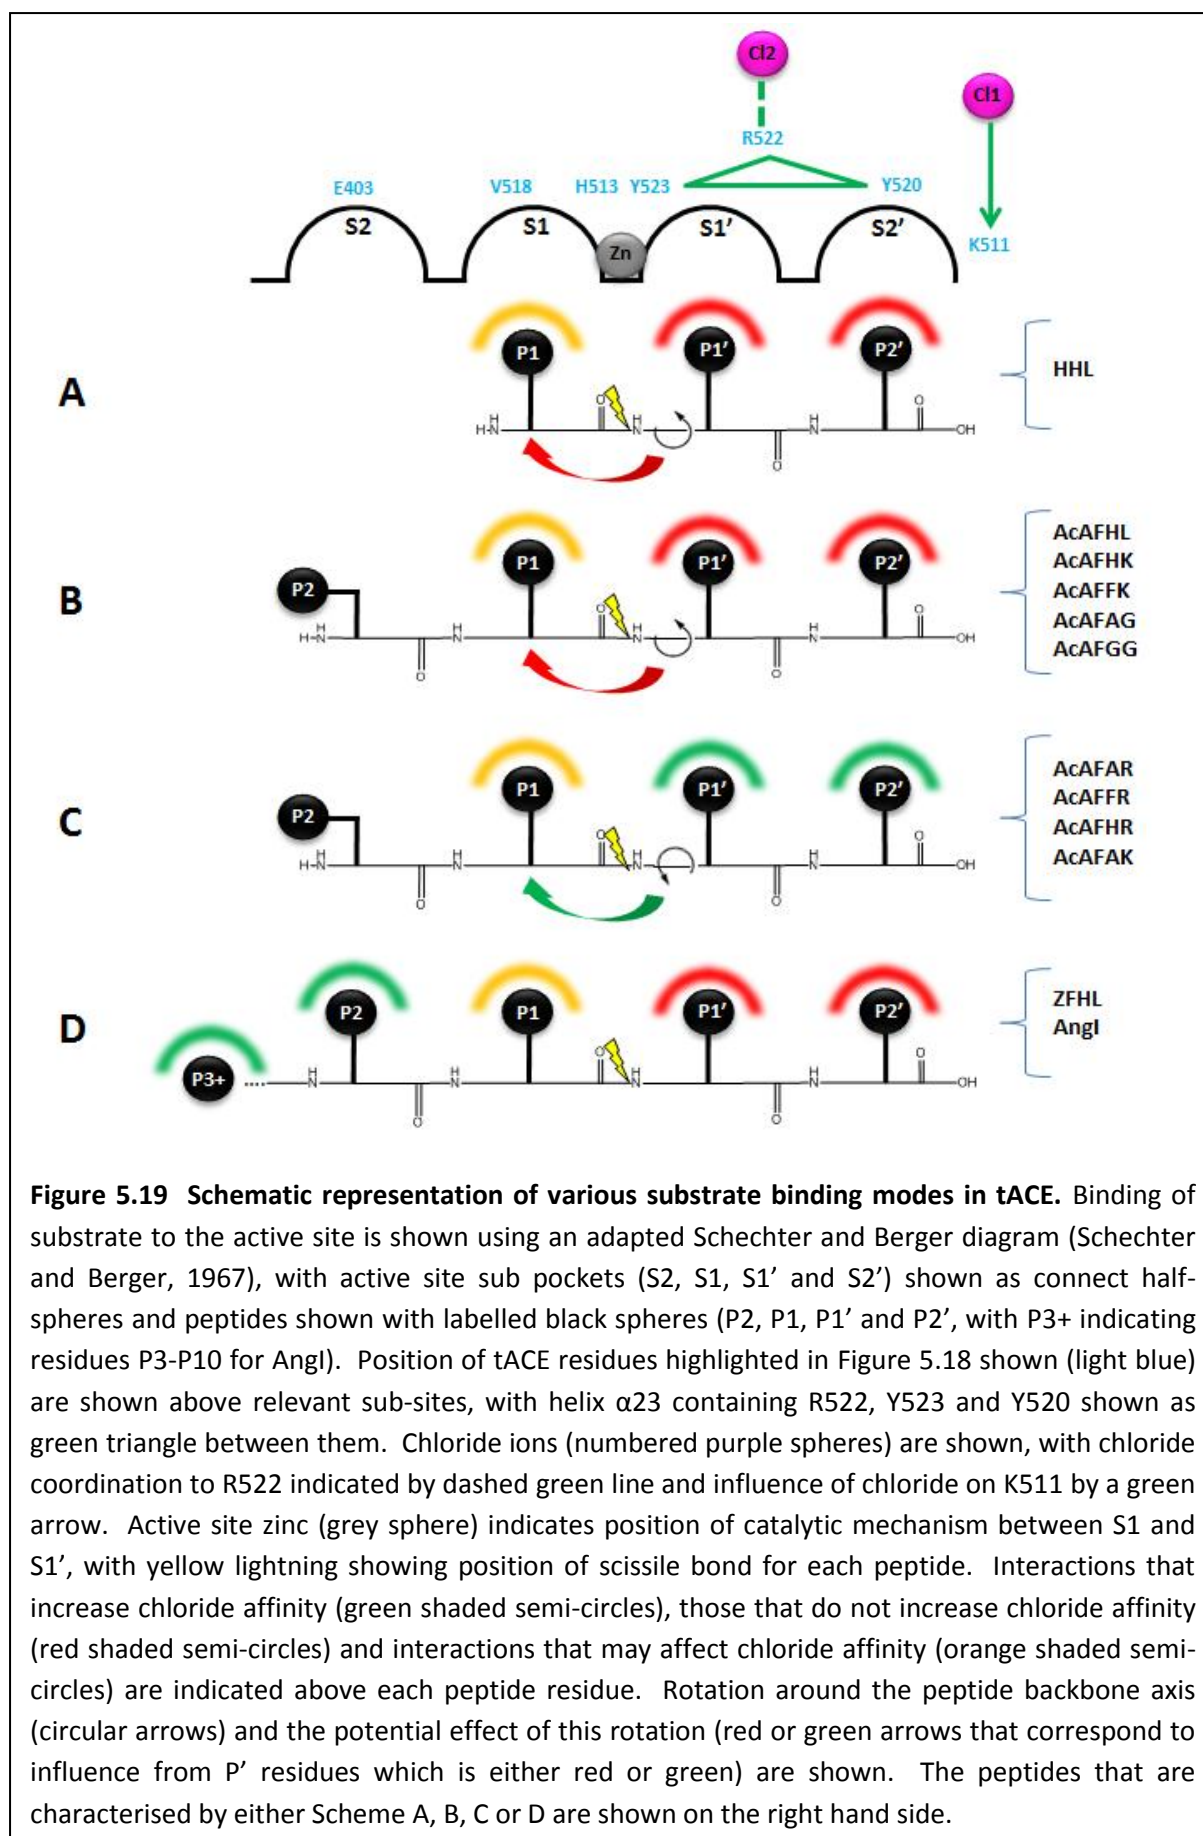 Cl2
Cl1
R522
E403
V518
H513 Y523
Y520
S2
S1
S1’
S2’
Zn
K511
A
P1
P1’
P2’
HHL
H
H-N
O
N
H
O
N
H
O
OH
B
P2
P1
P1’
P2’
AcAFHL
AcAFHK
AcAFFK
AcAFAG
AcAFGG
H
H-N
O
N
H
O
N
H
O
N
H
O
OH
C
P2
P1
P1’
P2’
AcAFAR
AcAFFR
AcAFHR
AcAFAK
H
H-N
O
N
H
O
N
H
O
N
H
O
OH
D
P3+
P2
P1
P1’
P2’
ZFHL
AngI
....
H
N
O
H
N
O
N
H
O
H
N
O
OH
Figure 5.19 Schematic representation of various substrate binding modes in tACE. Binding of
substrate to the active site is shown using an adapted Schechter and Berger diagram (Schechter
and Berger, 1967), with active site sub pockets (S2, S1, S1’ and S2’) shown as connect half-
spheres and peptides shown with labelled black spheres (P2, P1, P1’ and P2’, with P3+ indicating
residues P3-P10 for AngI). Position of tACE residues highlighted in Figure 5.18 shown (light blue)
are shown above relevant sub-sites, with helix α23 containing R522, Y523 and Y520 shown as
green triangle between them. Chloride ions (numbered purple spheres) are shown, with chloride
coordination to R522 indicated by dashed green line and influence of chloride on K511 by a green
arrow. Active site zinc (grey sphere) indicates position of catalytic mechanism between S1 and
S1’, with yellow lightning showing position of scissile bond for each peptide. Interactions that
increase chloride affinity (green shaded semi-circles), those that do not increase chloride affinity
(red shaded semi-circles) and interactions that may affect chloride affinity (orange shaded semi-
circles) are indicated above each peptide residue. Rotation around the peptide backbone axis
(circular arrows) and the potential effect of this rotation (red or green arrows that correspond to
influence from P’ residues which is either red or green) are shown. The peptides that are
characterised by either Scheme A, B, C or D are shown on the right hand side.